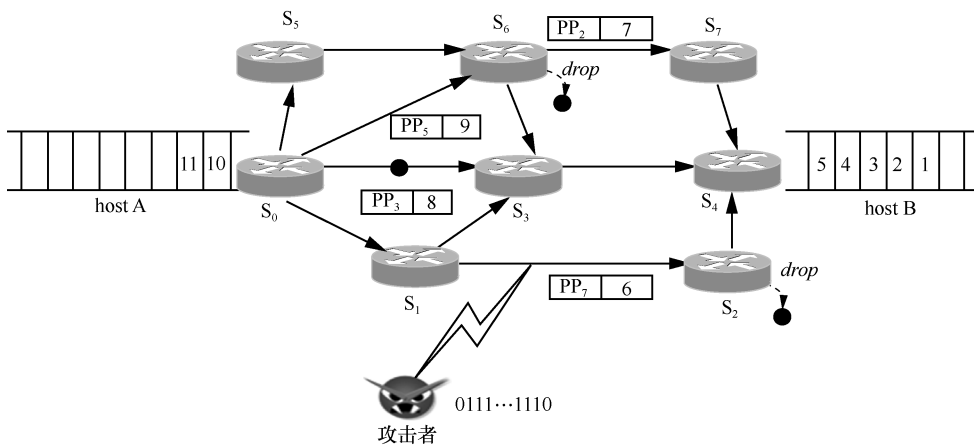 S₅
S₆
PP₂ 7
S₇
drop
PP₅ 9
11 10
5 4 3 2 1
host A
S₀
PP₃ 8
S₃
S₄
host B
S₁
PP₇ 6
S₂
drop
0111…1110
攻击者